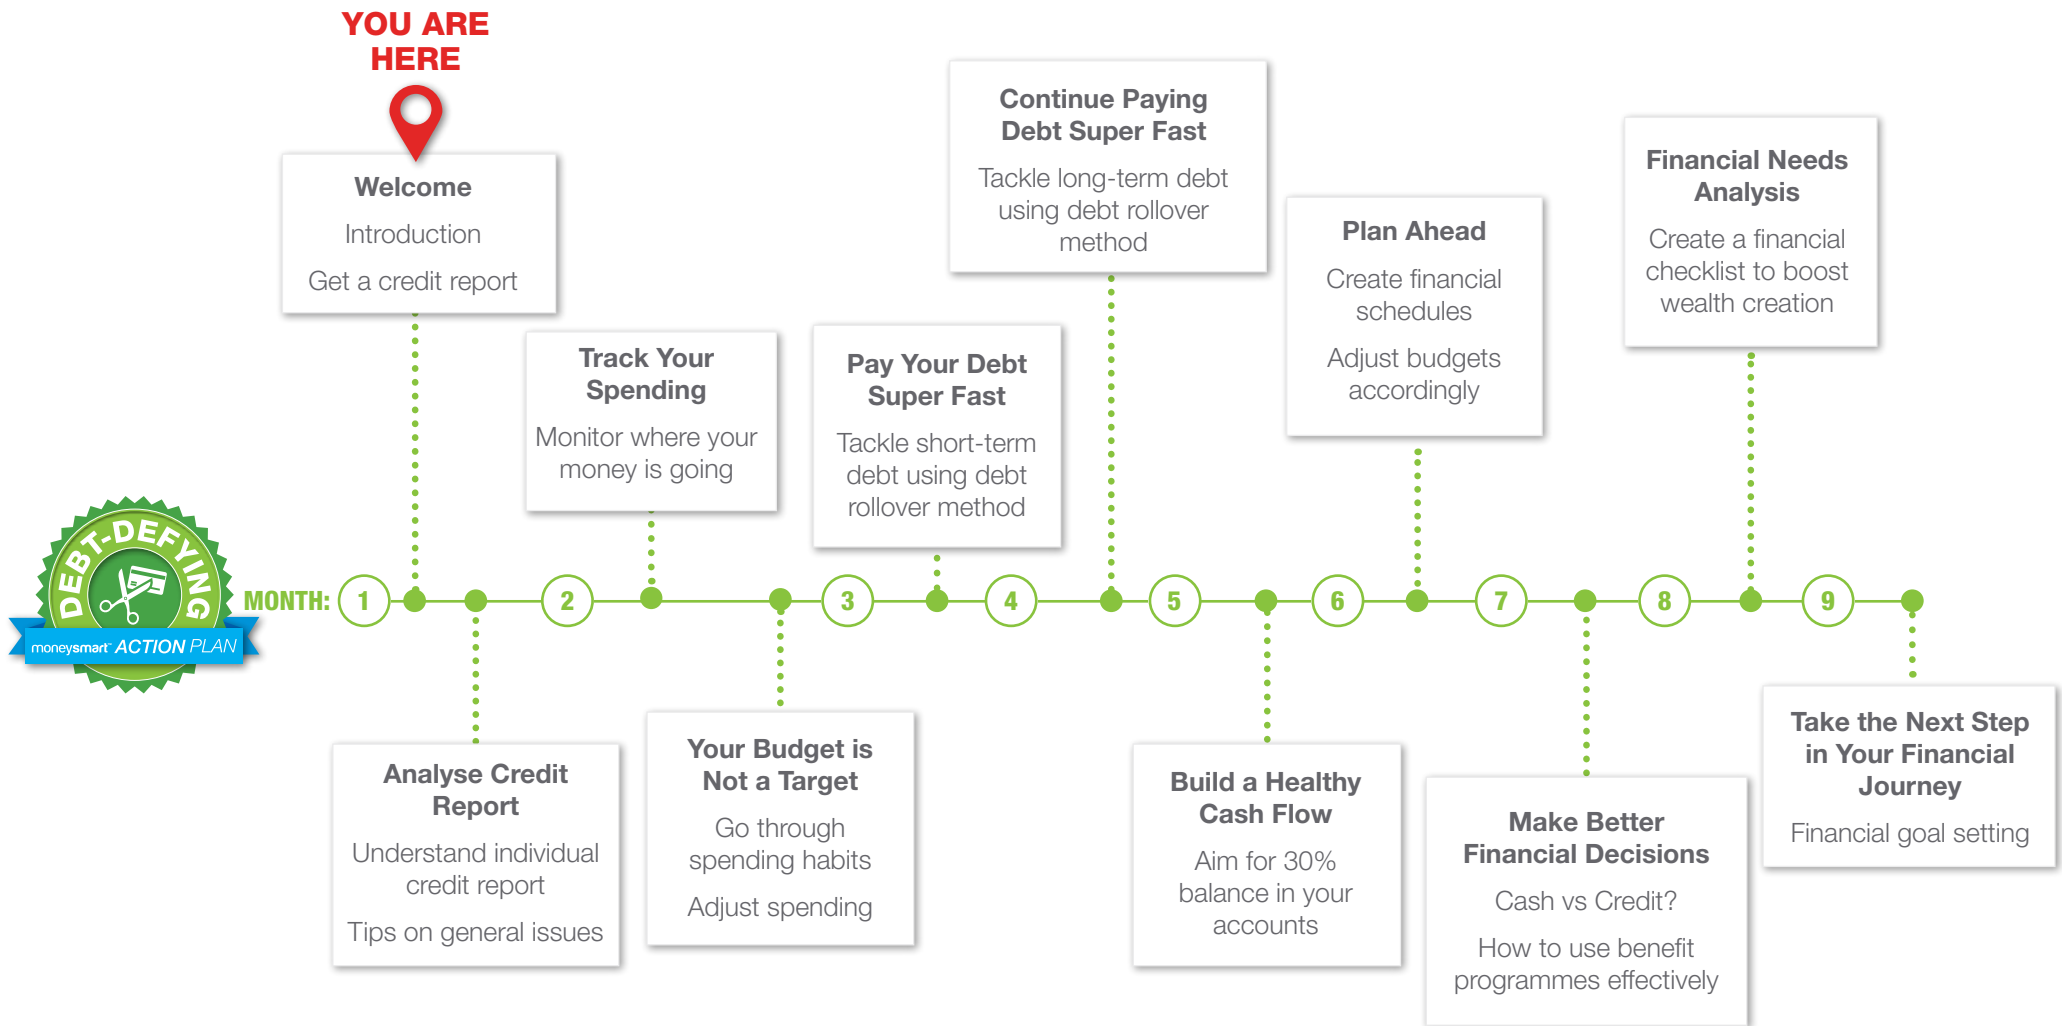 YOU ARE
HERE
Welcome
Introduction
Get a credit report
Track Your
Spending
Monitor where your
money is going
Pay Your Debt
Super Fast
Tackle short-term
debt using debt
rollover method
Continue Paying
Debt Super Fast
Tackle long-term debt
using debt rollover
method
Plan Ahead
Create financial
schedules
Adjust budgets
accordingly
Financial Needs
Analysis
Create a financial
checklist to boost
wealth creation
DEBT-DEFYING
moneysmart™ ACTION PLAN
MONTH: 1 2 3 4 5 6 7 8 9
Analyse Credit
Report
Understand individual
credit report
Tips on general issues
Your Budget is
Not a Target
Go through
spending habits
Adjust spending
Build a Healthy
Cash Flow
Aim for 30%
balance in your
accounts
Make Better
Financial Decisions
Cash vs Credit?
How to use benefit
programmes effectively
Take the Next Step
in Your Financial
Journey
Financial goal setting